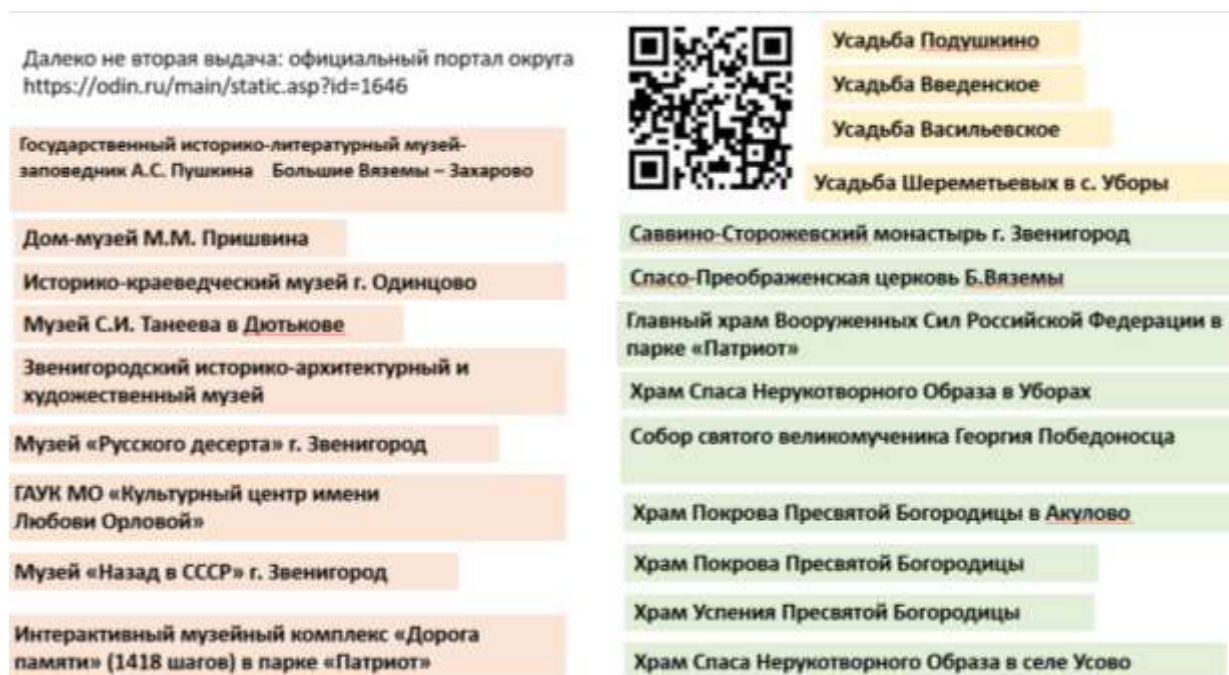 Далеко не вторая выдача: официальный портал округа
https://odin.ru/main/static.asp?id=1646
Государственный историко-литературный музей-
заповедник А.С. Пушкина Большие Вяземы – Захарово
Дом-музей М.М. Пришвина
Историко-краеведческий музей г. Одинцово
Музей С.И. Танеева в Дютькове
Звенигородский историко-архитектурный и
художественный музей
Музей «Русского десерта» г. Звенигород
ГАУК МО «Культурный центр имени
Любови Орловой»
Музей «Назад в СССР» г. Звенигород
Интерактивный музейный комплекс «Дорога
памяти» (1418 шагов) в парке «Патриот»
Усадьба Подушкино
Усадьба Введенское
Усадьба Васильевское
Усадьба Шереметьевых в с. Уборы
Саввино-Сторожевский монастырь г. Звенигород
Спасо-Преображенская церковь Б.Вяземы
Главный храм Вооруженных Сил Российской Федерации в
парке «Патриот»
Храм Спаса Нерукотворного Образа в Уборах
Собор святого великомученика Георгия Победоносца
Храм Покрова Пресвятой Богородицы в Акулово
Храм Покрова Пресвятой Богородицы
Храм Успения Пресвятой Богородицы
Храм Спаса Нерукотворного Образа в селе Усово